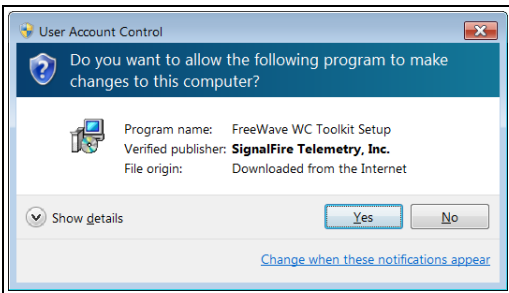 User Account Control
Do you want to allow the following program to make
changes to this computer?
Program name: FreeWave WC Toolkit Setup
Verified publisher: SignalFire Telemetry, Inc.
File origin: Downloaded from the Internet
Show details Yes No
Change when these notifications appear